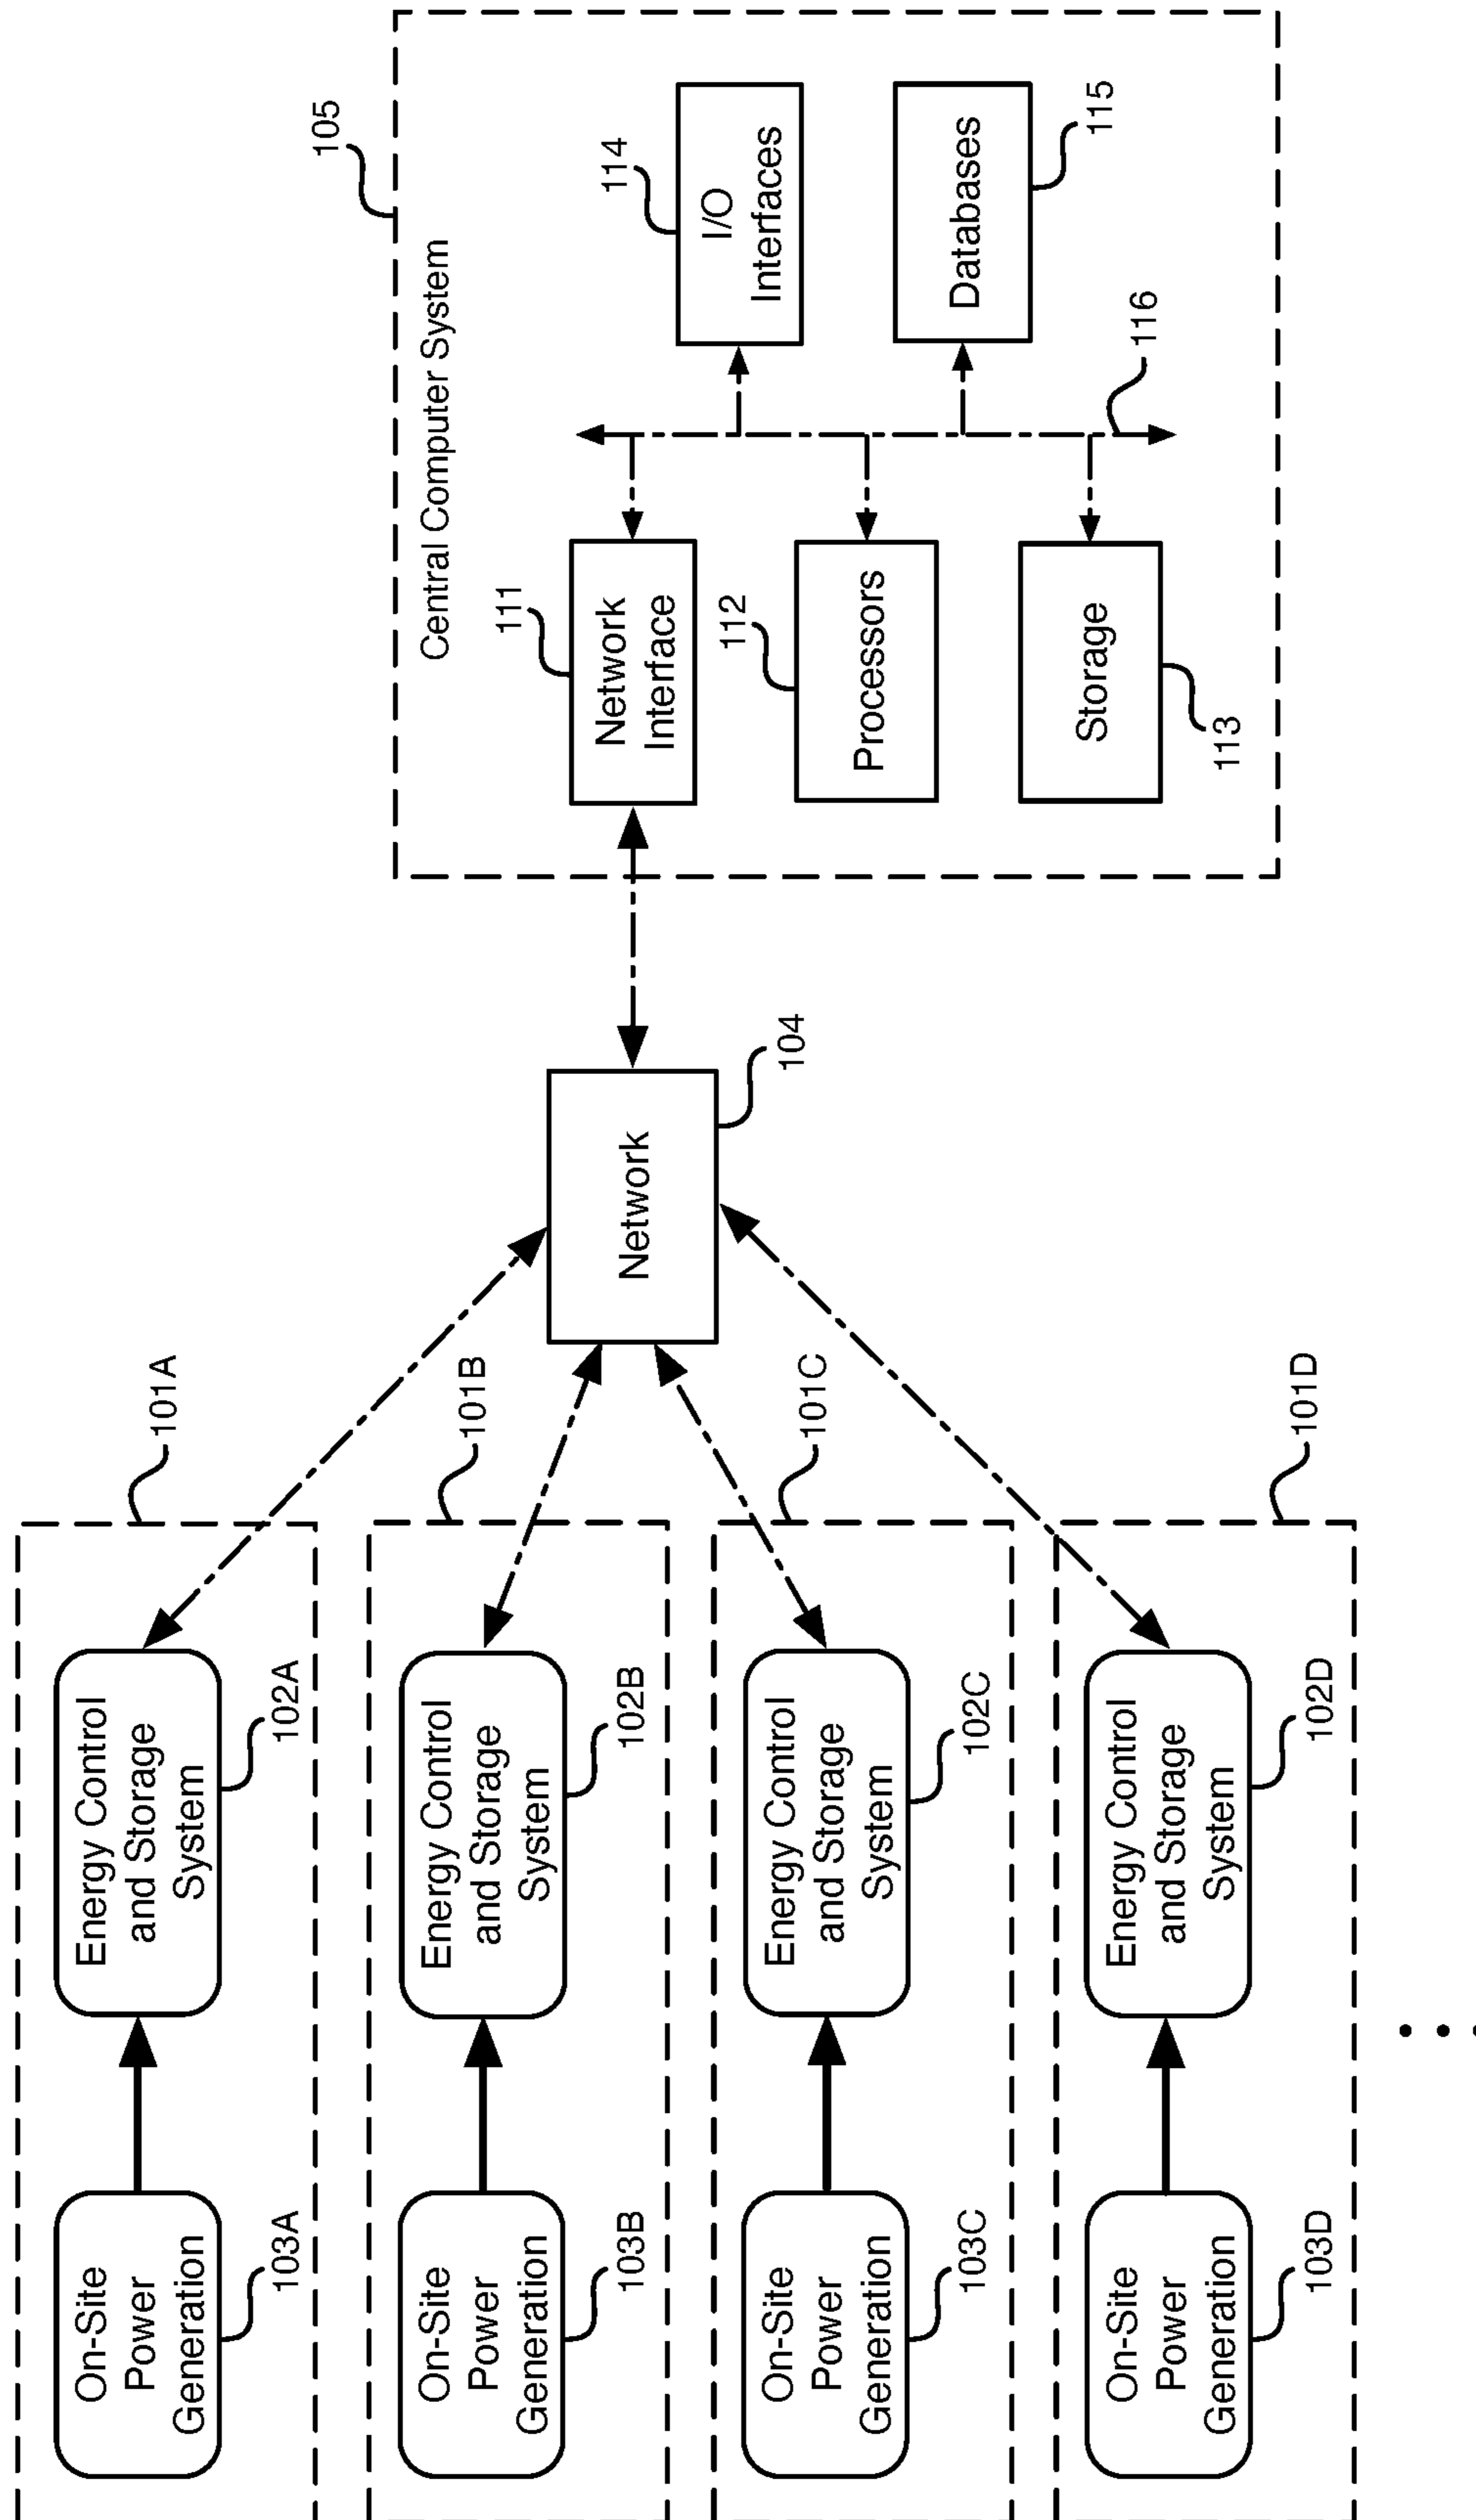 101A
On-Site
Power
Generation
103A
Energy Control
and Storage
System
102A
101B
On-Site
Power
Generation
103B
Energy Control
and Storage
System
102B
101C
On-Site
Power
Generation
103C
Energy Control
and Storage
System
102C
101D
On-Site
Power
Generation
103D
Energy Control
and Storage
System
102D
Network
104
105
Central Computer System
111
Network
Interface
112
Processors
Storage
113
114
I/O
Interfaces
Databases
115
116